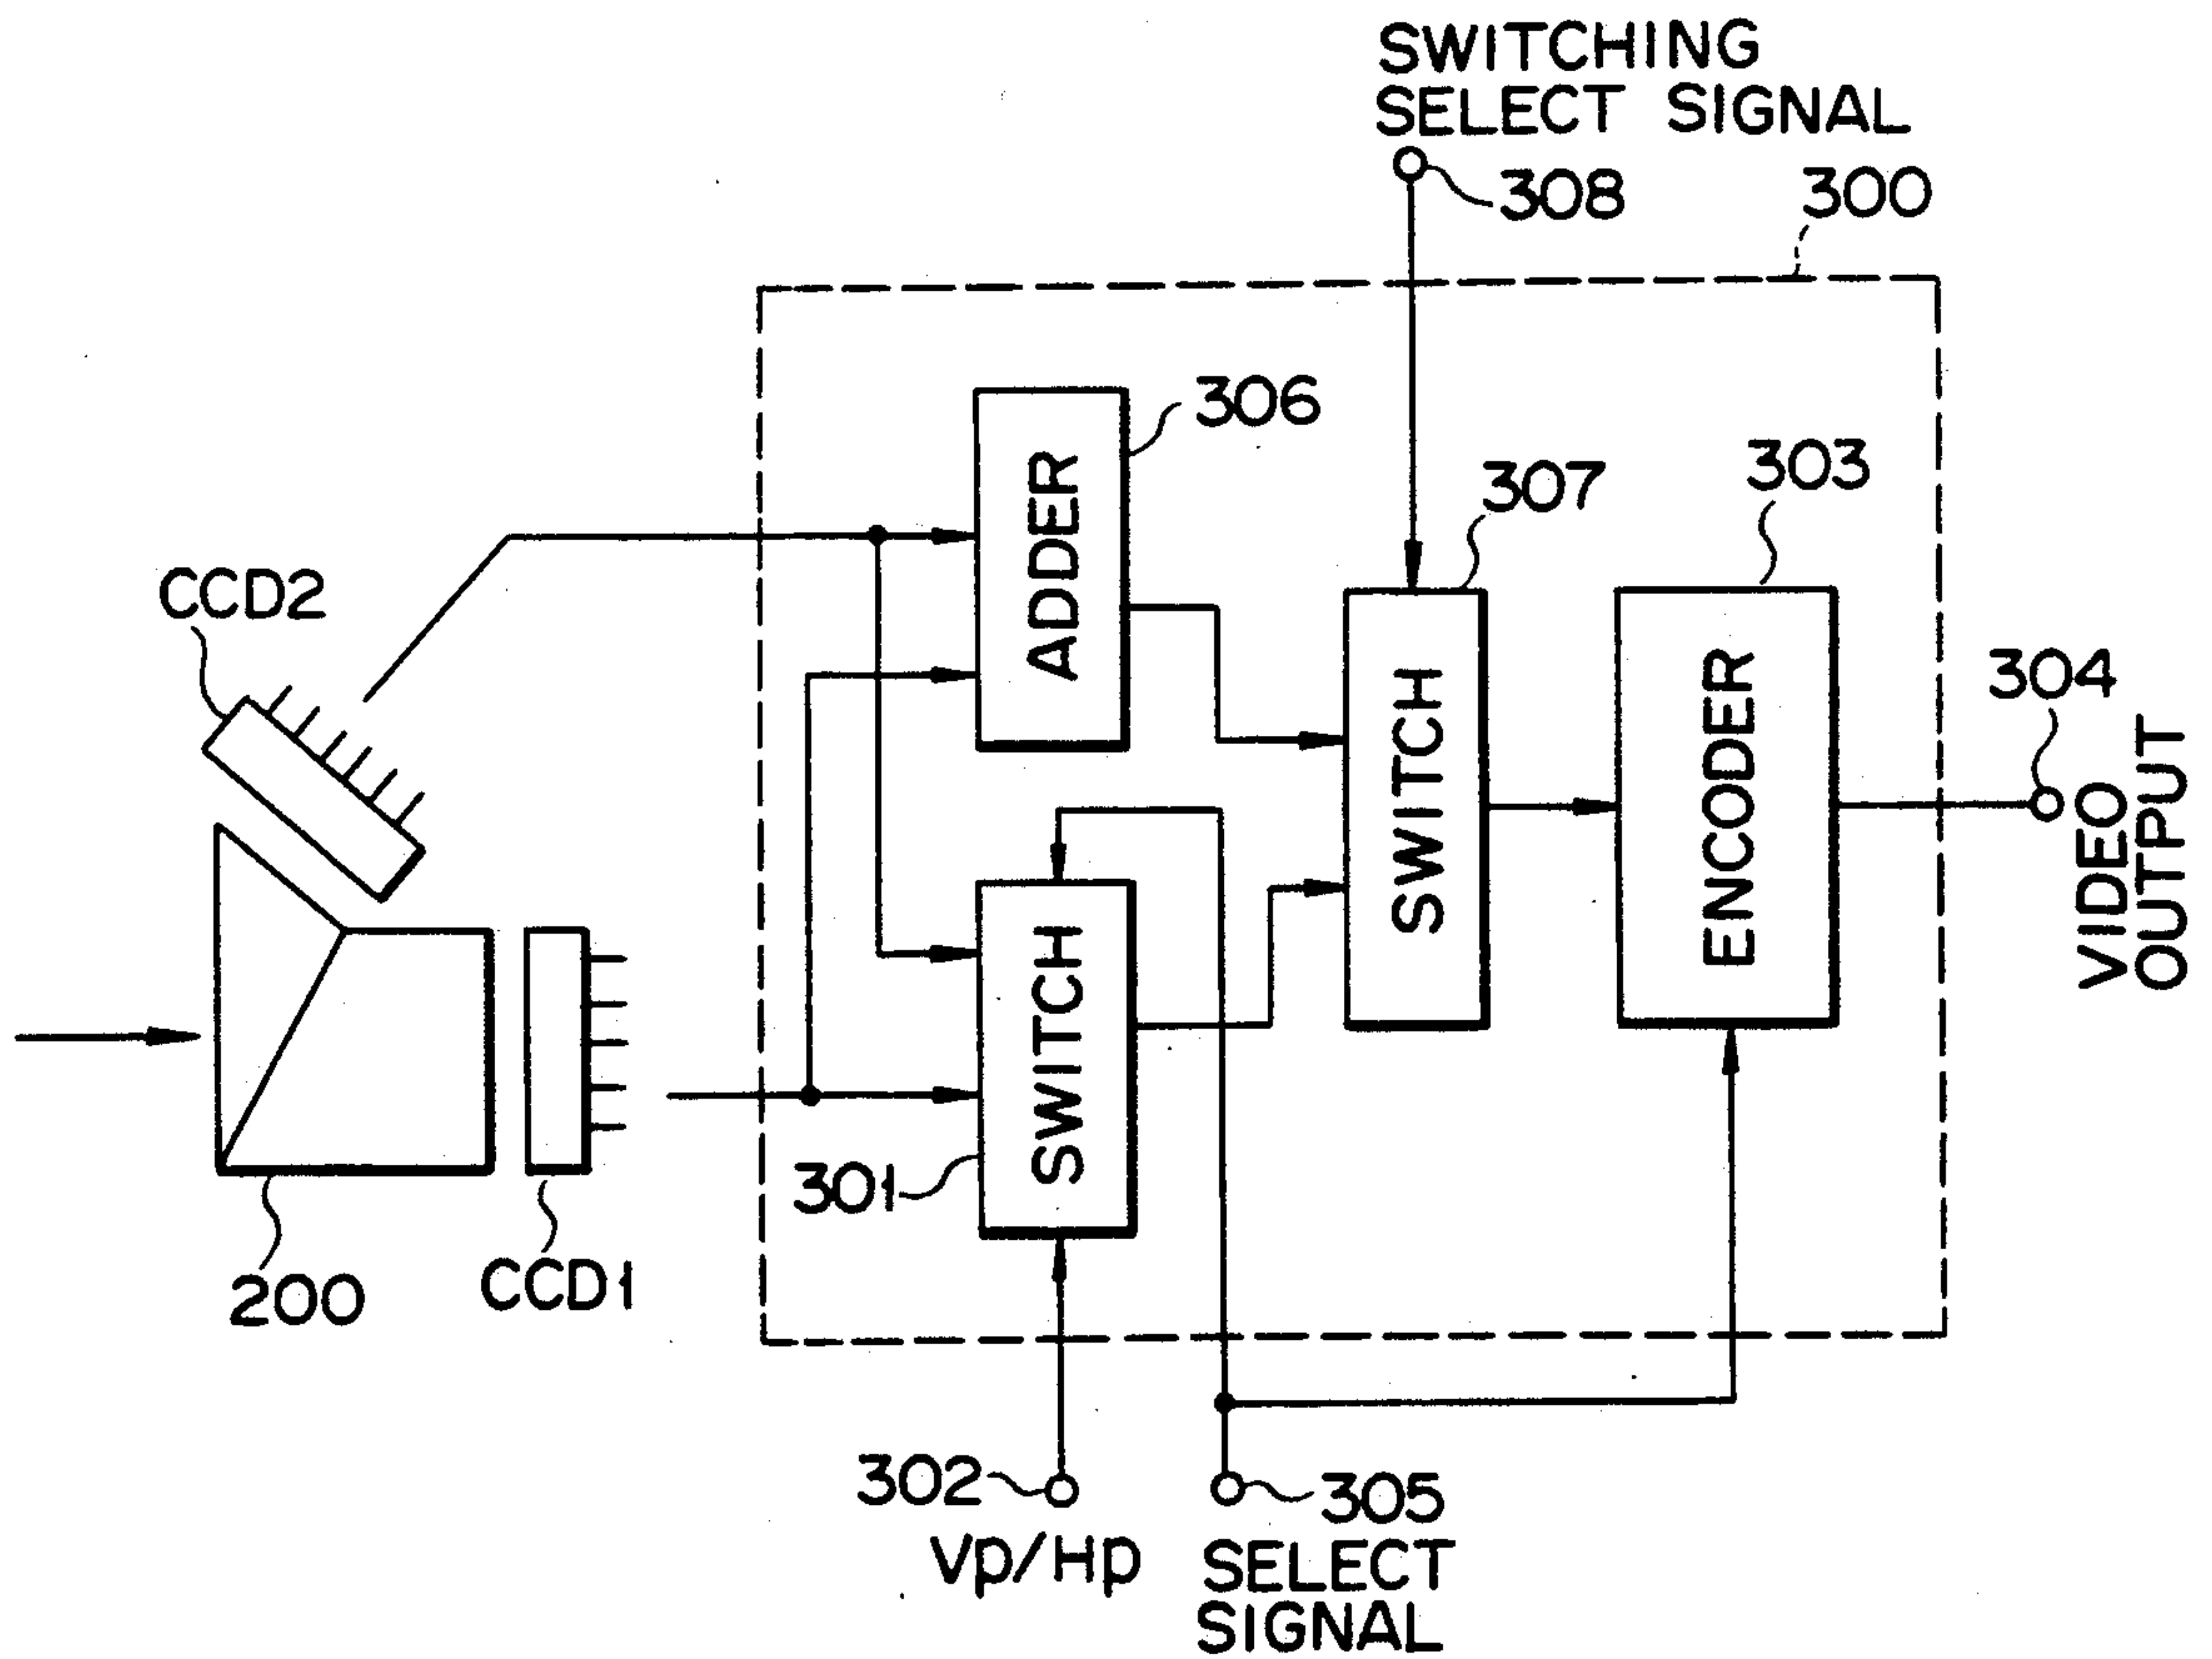 SWITCHING
SELECT SIGNAL
308
300
306
ADDER
307
303
CCD2
SWITCH
ENCODER
304
VIDEO
OUTPUT
SWITCH
301
200
CCD1
302
305
Vp/Hp
SELECT
SIGNAL